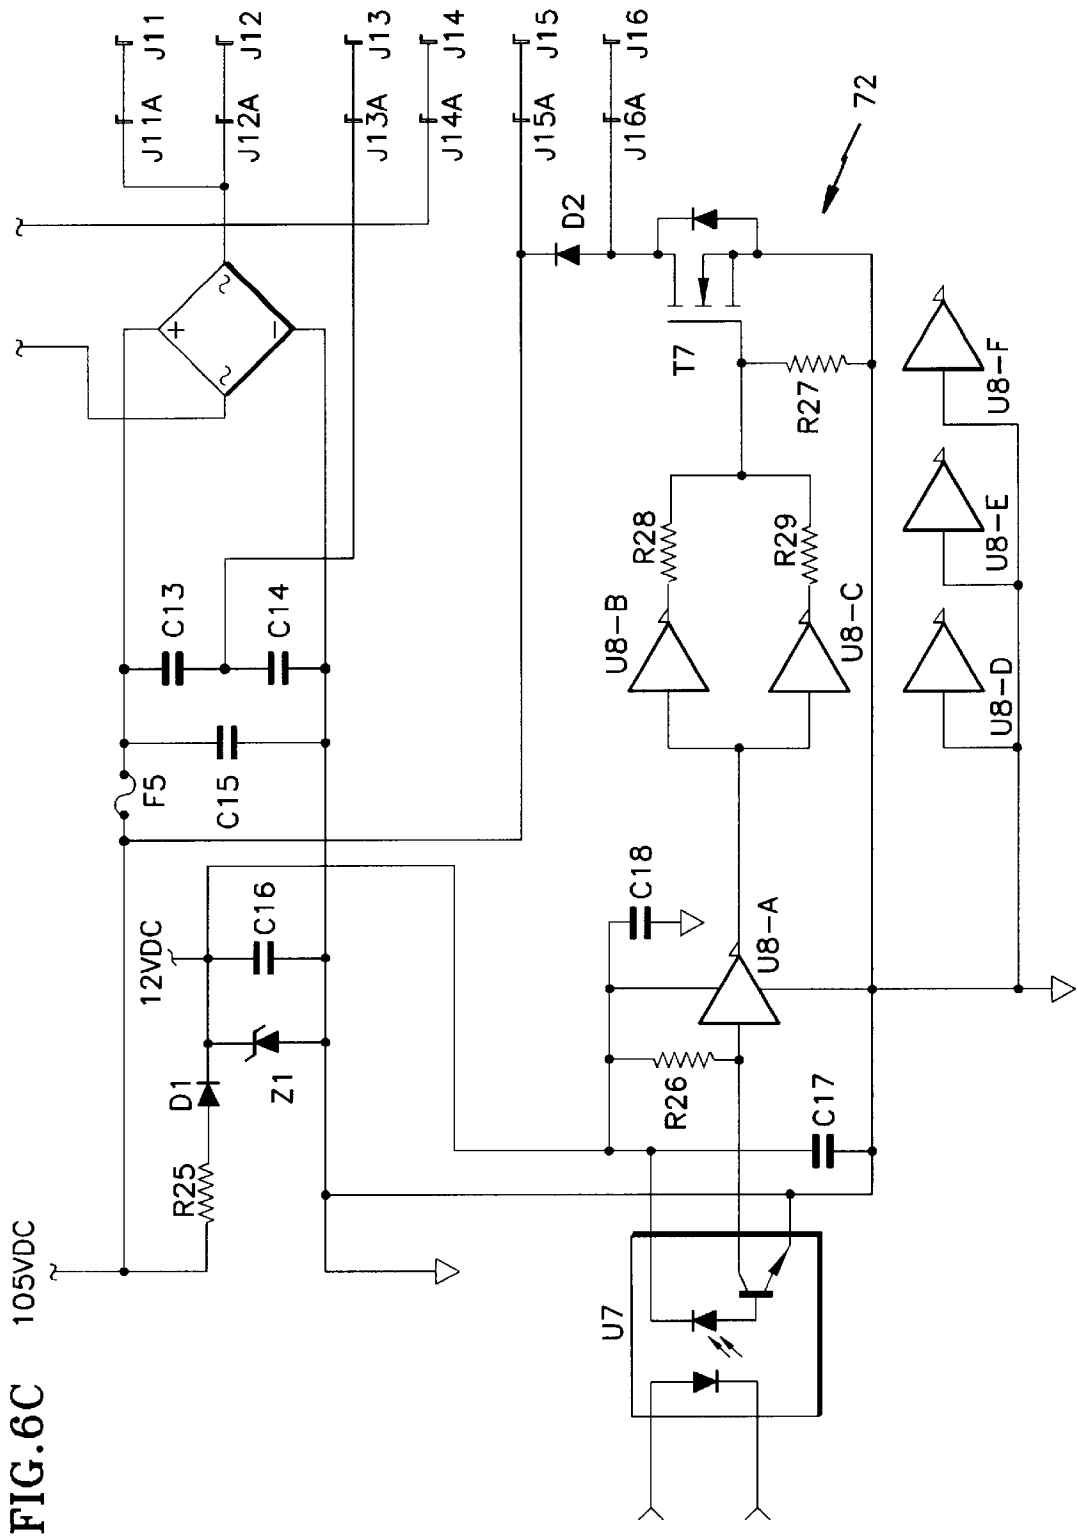 FIG.6C
105VDC
R25
D1
12VDC
Z1
C16
F5
C15
C13
C14
+
~
~
−
J11A
J11
J12A
J12
J13A
J13
J14A
J14
J15A
J15
J16A
J16
U7
R26
C17
C18
U8-A
U8-B
U8-C
R28
R29
D2
T7
R27
72
U8-D
U8-E
U8-F